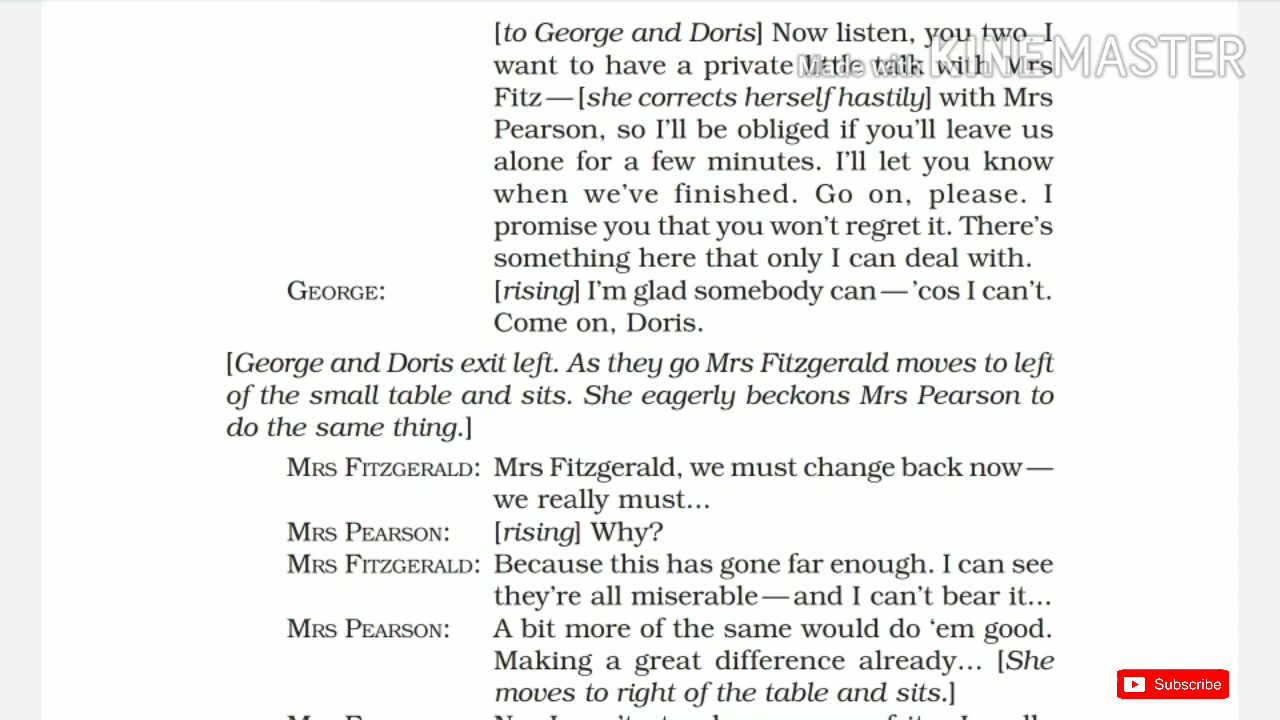 [to George and Doris] Now listen, you two. I
want to have a private little talk with Mrs
Made with KINEMASTER
Fitz—[she corrects herself hastily] with Mrs
Pearson, so I'll be obliged if you'll leave us
alone for a few minutes. I'll let you know
when we've finished. Go on, please. I
promise you that you won't regret it. There's
something here that only I can deal with.
GEORGE: [rising] I'm glad somebody can—'cos I can't.
Come on, Doris.
[George and Doris exit left. As they go Mrs Fitzgerald moves to left
of the small table and sits. She eagerly beckons Mrs Pearson to
do the same thing.]
MRS FITZGERALD: Mrs Fitzgerald, we must change back now—
we really must...
MRS PEARSON: [rising] Why?
MRS FITZGERALD: Because this has gone far enough. I can see
they're all miserable—and I can't bear it...
MRS PEARSON: A bit more of the same would do 'em good.
Making a great difference already... [She
moves to right of the table and sits.]
Subscribe